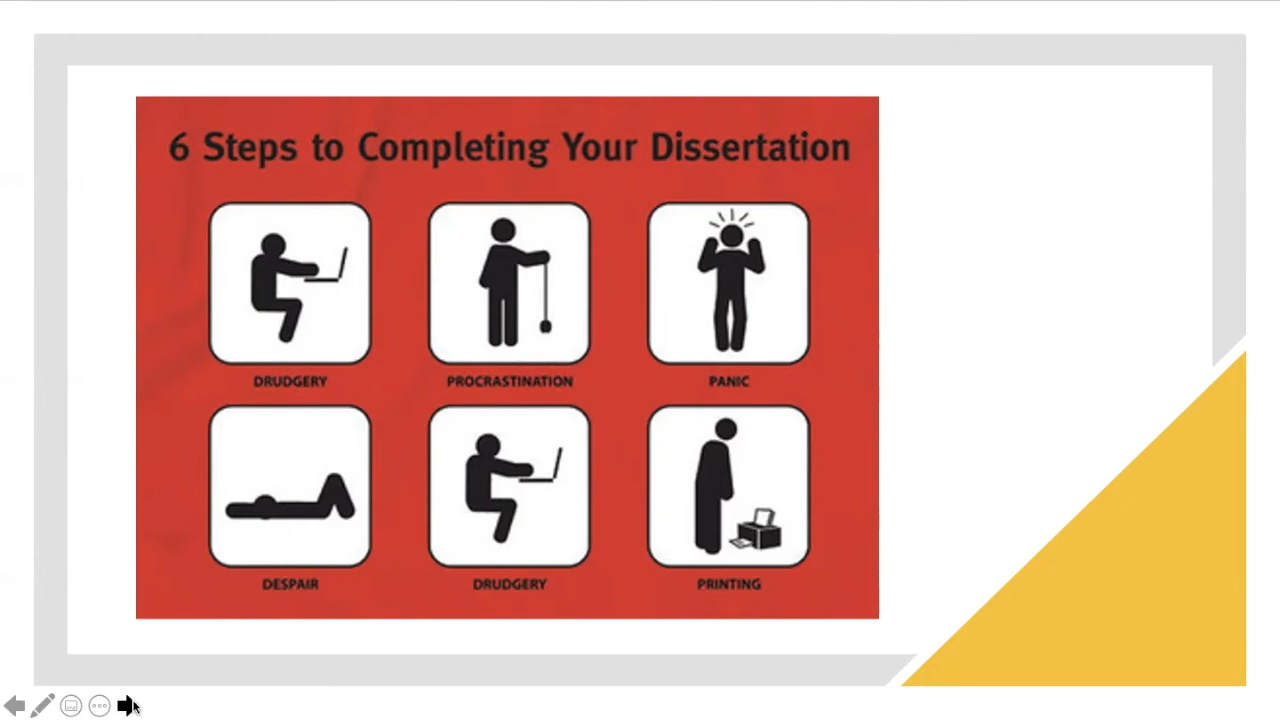 6 Steps to Completing Your Dissertation
DRUDGERY
PROCRASTINATION
PANIC
DESPAIR
DRUDGERY
PRINTING